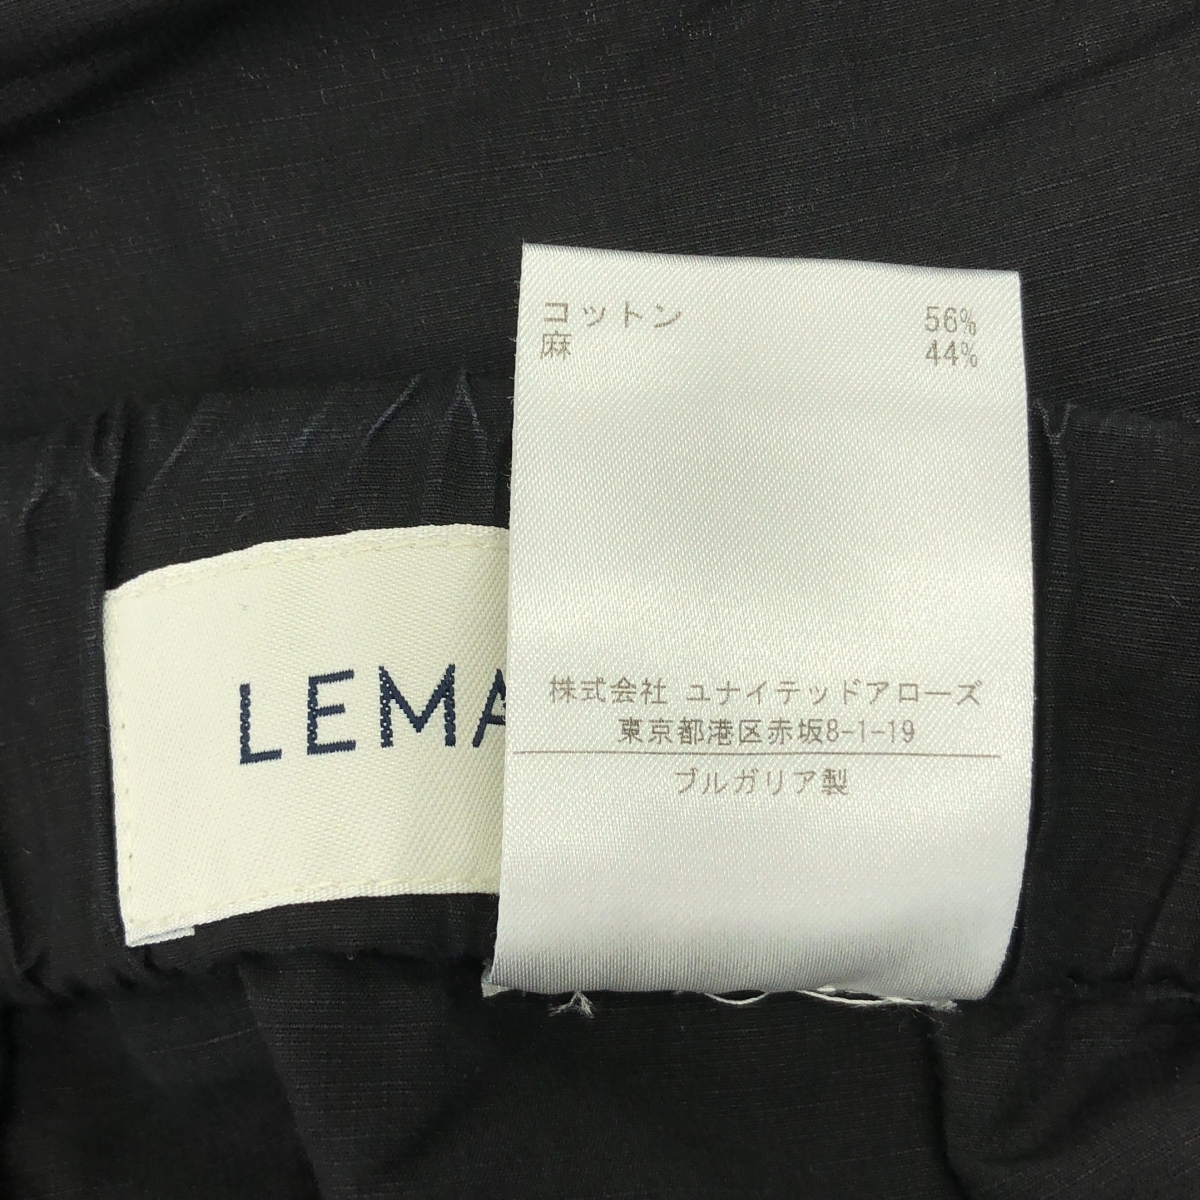 コットン 56%
麻 44%
LEMA
株式会社 ユナイテッドアローズ
東京都港区赤坂8-1-19
ブルガリア製